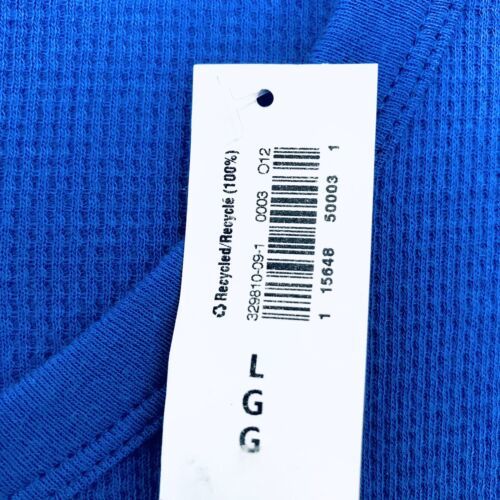 Recycled/Recyclé (100%)
329810-09-1 0003 O12
1 15648 50003 1
L
G
G